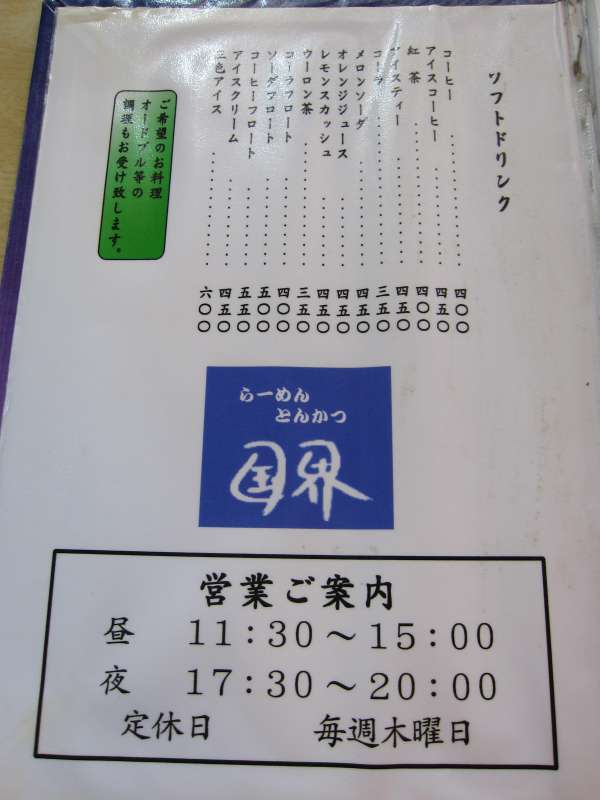 ソフトドリンク
コーヒー ……… 四〇〇
アイスコーヒー ……… 四五〇
紅茶 ……… 四〇〇
アイスティー ……… 四五〇
コーラ ……… 三五〇
メロンソーダ ……… 四五〇
オレンジジュース ……… 四五〇
レモンスカッシュ ……… 四五〇
ウーロン茶 ……… 三五〇
コーラフロート ……… 四〇〇
ソーダフロート ……… 五〇〇
コーヒーフロート ……… 五五〇
アイスクリーム ……… 四五〇
三色アイス ……… 六〇〇
ご希望のお料理
オードブル等の
調理もお受け致します。
らーめん
とんかつ
国界
営業ご案内
昼 11:30～15:00
夜 17:30～20:00
定休日 毎週木曜日